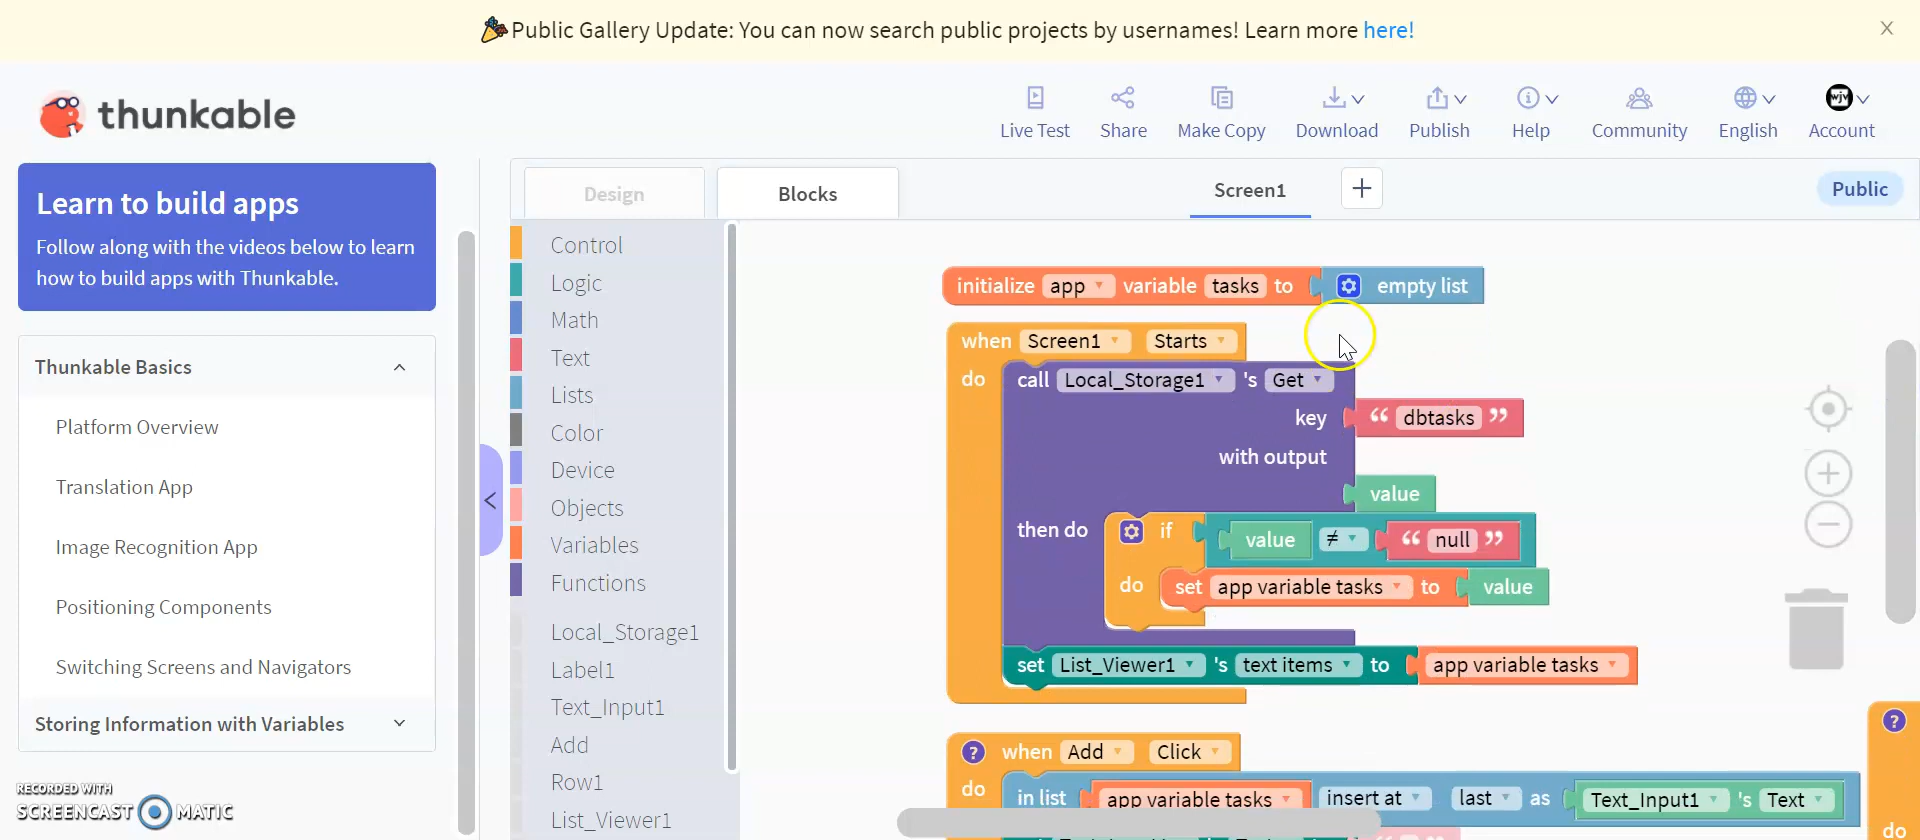 Public Gallery Update: You can now search public projects by usernames! Learn more here!
X
thunkable
Live Test
Share
Make Copy
Download
Publish
Help
Community
English
wjv
Account
Learn to build apps
Follow along with the videos below to learn
how to build apps with Thunkable.
Thunkable Basics
Platform Overview
Translation App
Image Recognition App
Positioning Components
Switching Screens and Navigators
Storing Information with Variables
RECORDED WITH
SCREENCAST MATIC
Design
Blocks
Screen1
+
Public
Control
Logic
Math
Text
Lists
Color
Device
Objects
Variables
Functions
Local_Storage1
Label1
Text_Input1
Add
Row1
List_Viewer1
initialize app variable tasks to empty list
when Screen1 Starts
do call Local_Storage1 's Get
key “ dbtasks ”
with output
value
then do if value ≠ “ null ”
do set app variable tasks to value
set List_Viewer1 's text items to app variable tasks
? when Add Click
do in list app variable tasks insert at last as Text_Input1 's Text
?
do